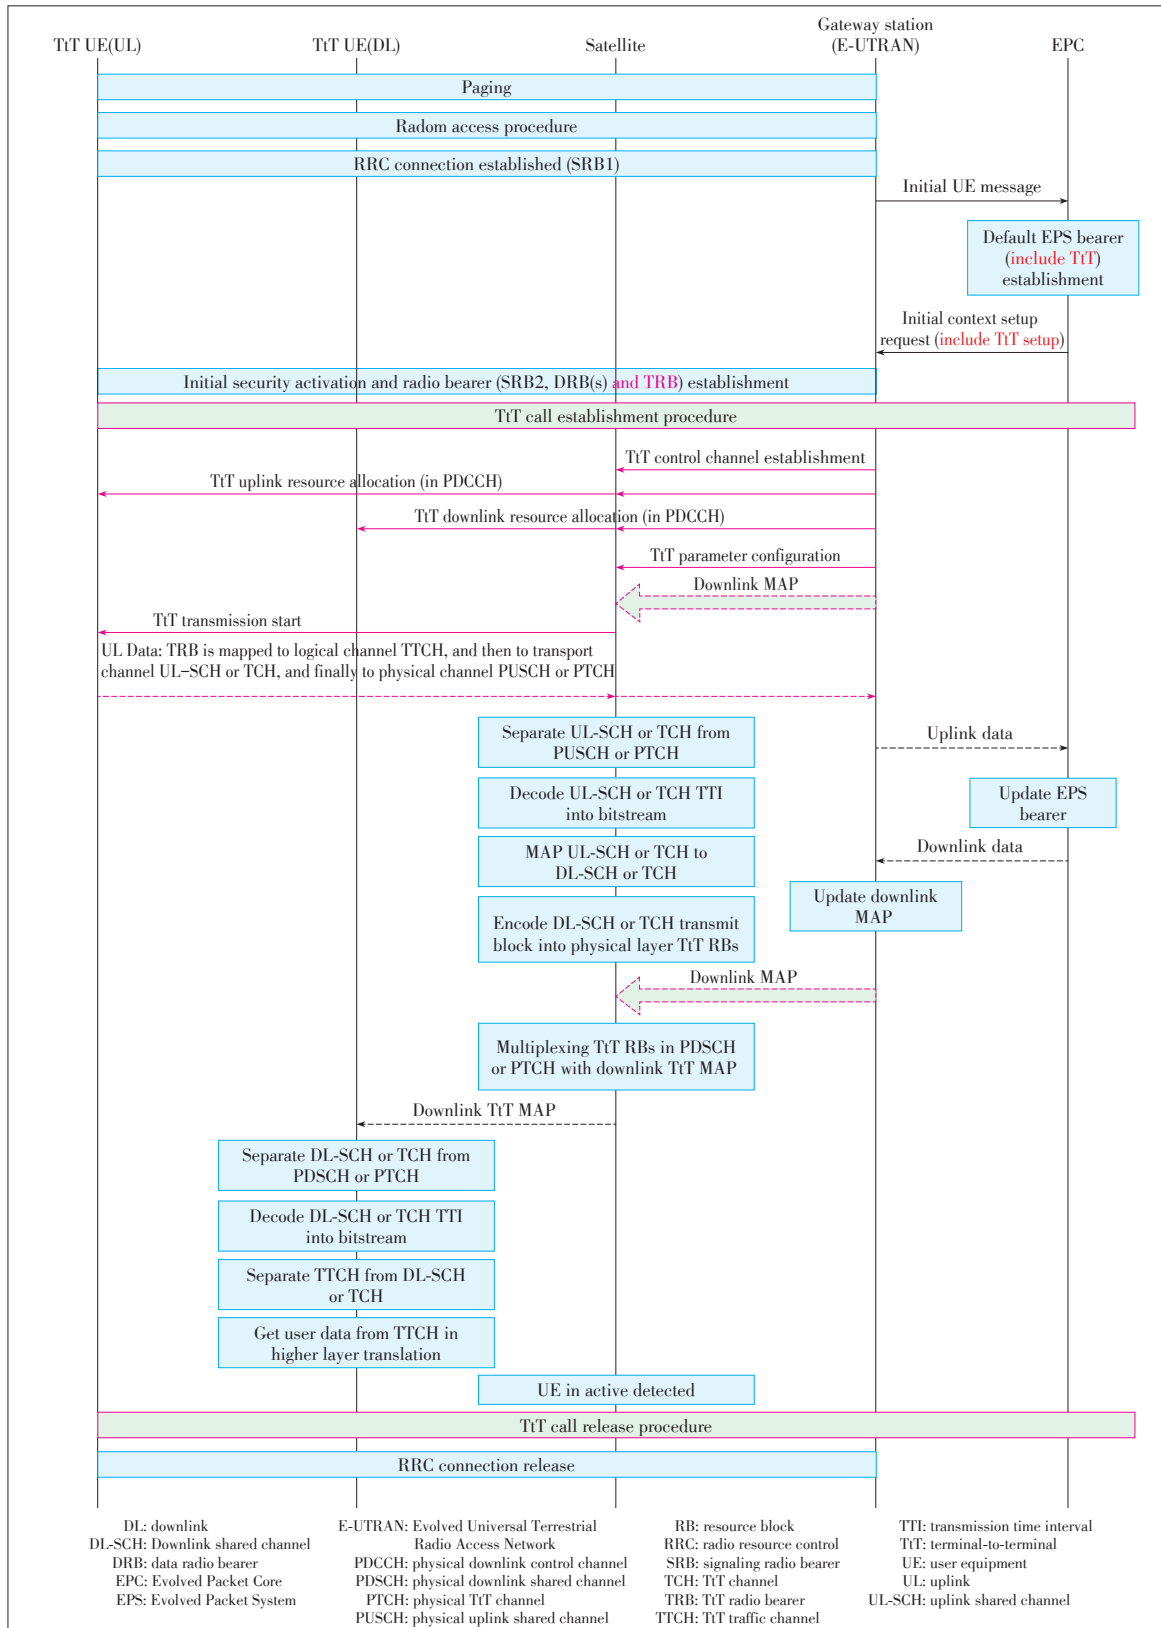 Gateway station
TtT UE(UL)
TtT UE(DL)
Satellite
(E-UTRAN)
EPC
Paging
Radom access procedure
RRC connection established (SRB1)
Initial UE message
Default EPS bearer
(include TtT)
establishment
Initial context setup
request (include TtT setup)
Initial security activation and radio bearer (SRB2, DRB(s) and TRB) establishment
TtT call establishment procedure
TtT control channel establishment
TtT uplink resource allocation (in PDCCH)
TtT downlink resource allocation (in PDCCH)
TtT parameter configuration
Downlink MAP
TtT transmission start
UL Data: TRB is mapped to logical channel TTCH, and then to transport
channel UL-SCH or TCH, and finally to physical channel PUSCH or PTCH
Separate UL-SCH or TCH from
PUSCH or PTCH
Uplink data
Decode UL-SCH or TCH TTI
into bitstream
Update EPS
bearer
MAP UL-SCH or TCH to
DL-SCH or TCH
Downlink data
Update downlink
MAP
Encode DL-SCH or TCH transmit
block into physical layer TtT RBs
Downlink MAP
Multiplexing TtT RBs in PDSCH
or PTCH with downlink TtT MAP
Downlink TtT MAP
Separate DL-SCH or TCH from
PDSCH or PTCH
Decode DL-SCH or TCH TTI
into bitstream
Separate TTCH from DL-SCH
or TCH
Get user data from TTCH in
higher layer translation
UE in active detected
TtT call release procedure
RRC connection release
DL: downlink
DL-SCH: Downlink shared channel
DRB: data radio bearer
EPC: Evolved Packet Core
EPS: Evolved Packet System
E-UTRAN: Evolved Universal Terrestrial
Radio Access Network
PDCCH: physical downlink control channel
PDSCH: physical downlink shared channel
PTCH: physical TtT channel
PUSCH: physical uplink shared channel
RB: resource block
RRC: radio resource control
SRB: signaling radio bearer
TCH: TtT channel
TRB: TtT radio bearer
TTCH: TtT traffic channel
TTI: transmission time interval
TtT: terminal-to-terminal
UE: user equipment
UL: uplink
UL-SCH: uplink shared channel